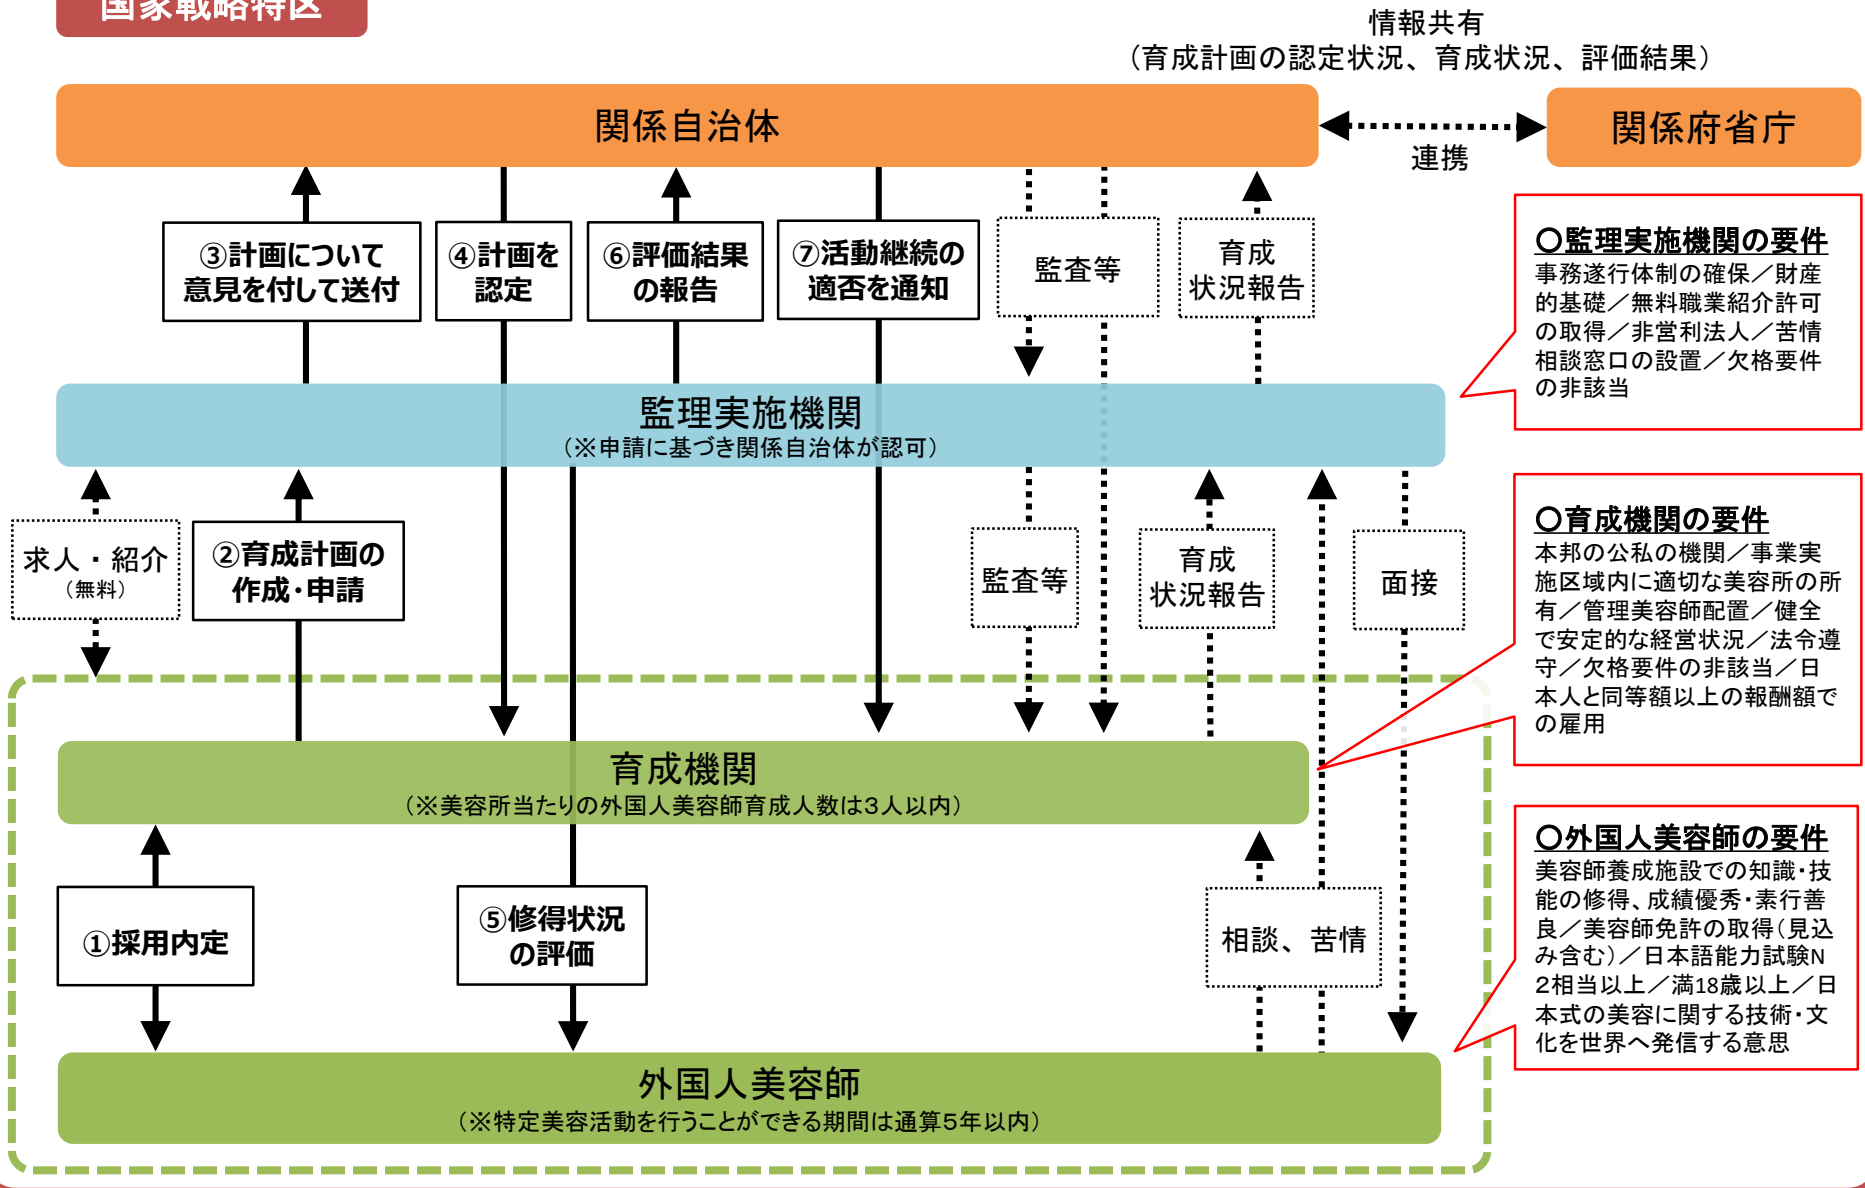 国家戦略特区
情報共有
（育成計画の認定状況、育成状況、評価結果）
関係自治体
関係府省庁
連携
③計画について
意見を付して送付
④計画を
認定
⑥評価結果
の報告
⑦活動継続の
適否を通知
監査等
育成
状況報告
〇監理実施機関の要件
事務遂行体制の確保／財産
的基礎／無料職業紹介許可
の取得／非営利法人／苦情
相談窓口の設置／欠格要件
の非該当
監理実施機関
（※申請に基づき関係自治体が認可）
求人・紹介
（無料）
②育成計画の
作成･申請
監査等
育成
状況報告
面接
〇育成機関の要件
本邦の公私の機関／事業実
施区域内に適切な美容所の所
有／管理美容師配置／健全
で安定的な経営状況／法令遵
守／欠格要件の非該当／日
本人と同等額以上の報酬額で
の雇用
育成機関
（※美容所当たりの外国人美容師育成人数は３人以内）
①採用内定
⑤修得状況
の評価
相談、苦情
〇外国人美容師の要件
美容師養成施設での知識･技
能の修得、成績優秀･素行善
良／美容師免許の取得（見込
み含む）／日本語能力試験N
２相当以上／満18歳以上／日
本式の美容に関する技術･文
化を世界へ発信する意思
外国人美容師
（※特定美容活動を行うことができる期間は通算５年以内）